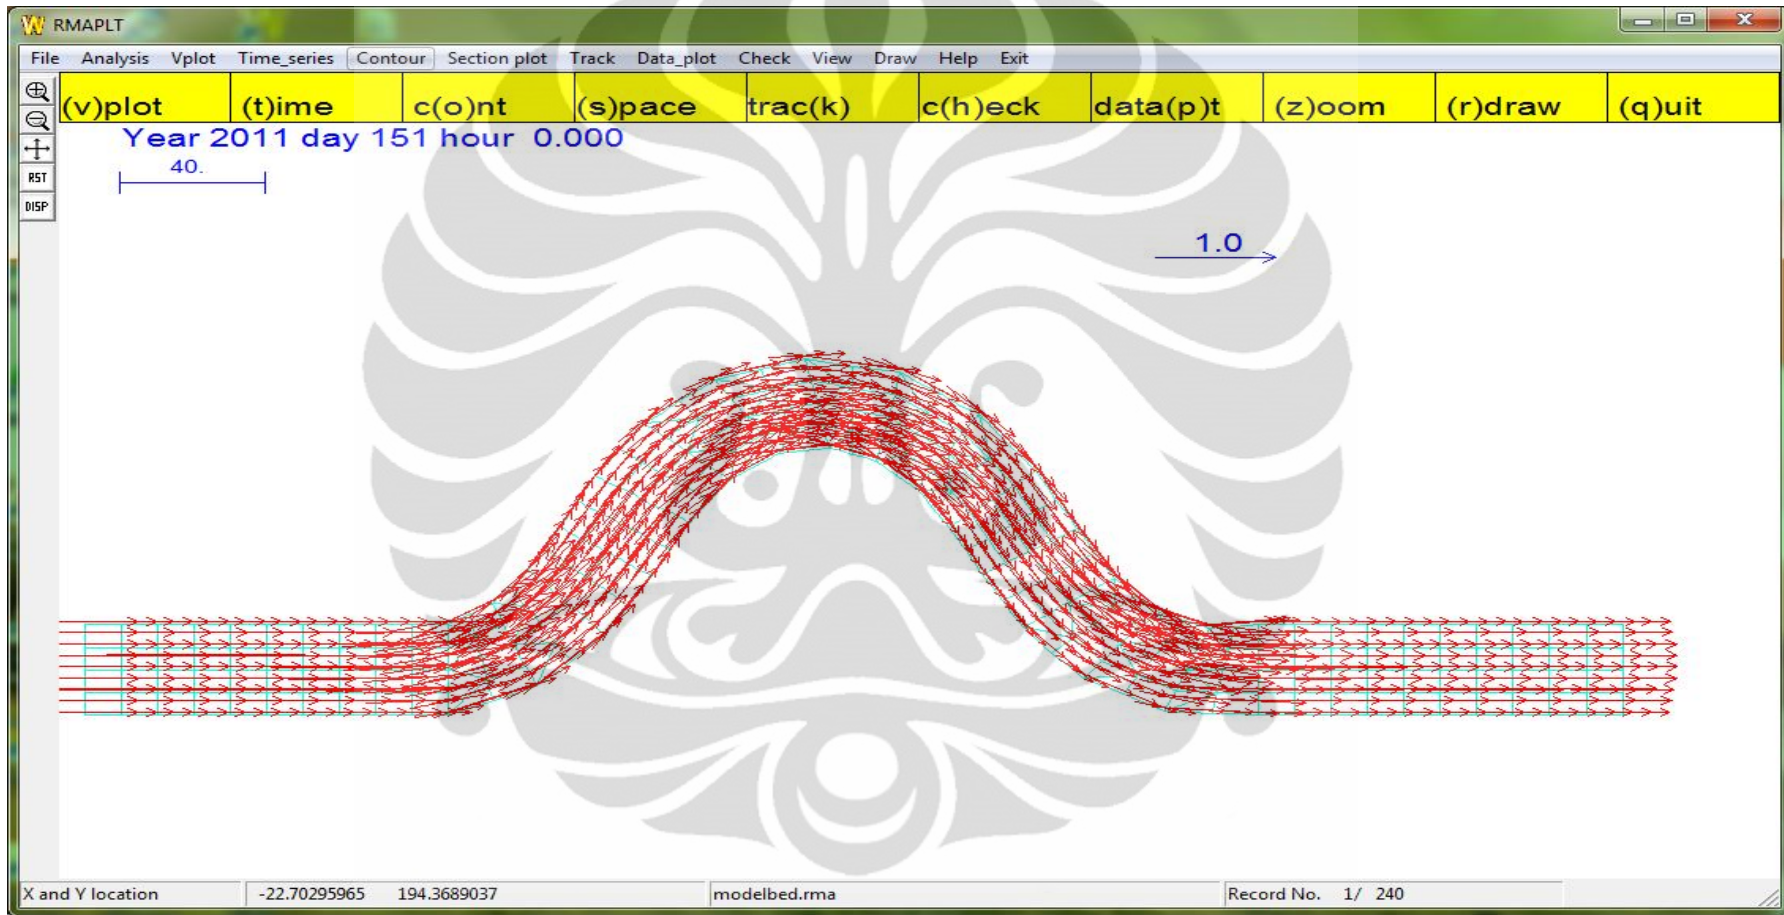 RMAPLT
File Analysis Vplot Time_series Contour Section plot Track Data_plot Check View Draw Help Exit
(v)plot (t)ime c(o)nt (s)pace trac(k) c(h)eck data(p)t (z)oom (r)draw (q)uit
Year 2011 day 151 hour 0.000
40.
RST
DISP
1.0
X and Y location -22.70295965 194.3689037 modelbed.rma Record No. 1/ 240